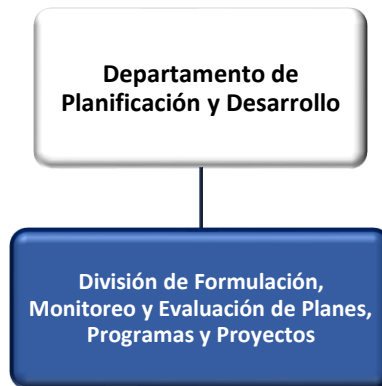 Departamento de
Planificación y Desarrollo
División de Formulación,
Monitoreo y Evaluación de Planes,
Programas y Proyectos